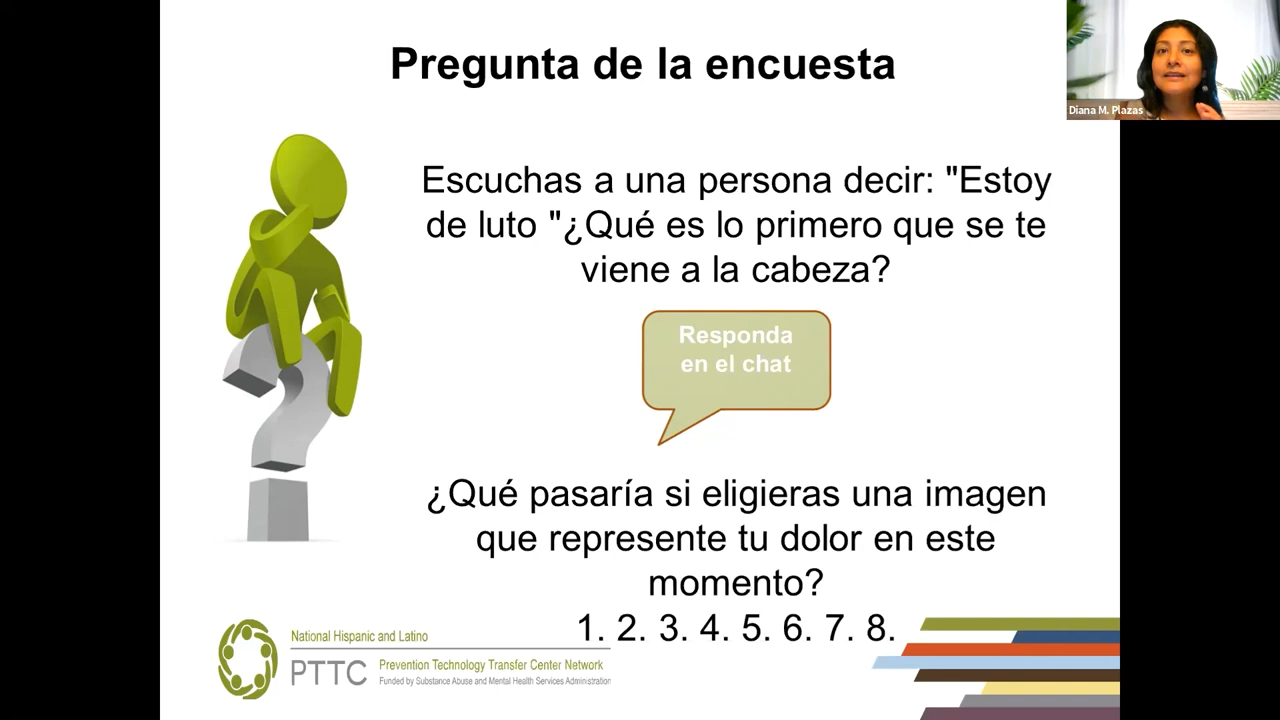 Pregunta de la encuesta
Diana M. Plazas
Escuchas a una persona decir: "Estoy
de luto "¿Qué es lo primero que se te
viene a la cabeza?
Responda
en el chat
¿Qué pasaría si eligieras una imagen
que represente tu dolor en este
momento?
1. 2. 3. 4. 5. 6. 7. 8.
National Hispanic and Latino
PTTC
Prevention Technology Transfer Center Network
Funded by Substance Abuse and Mental Health Services Administration